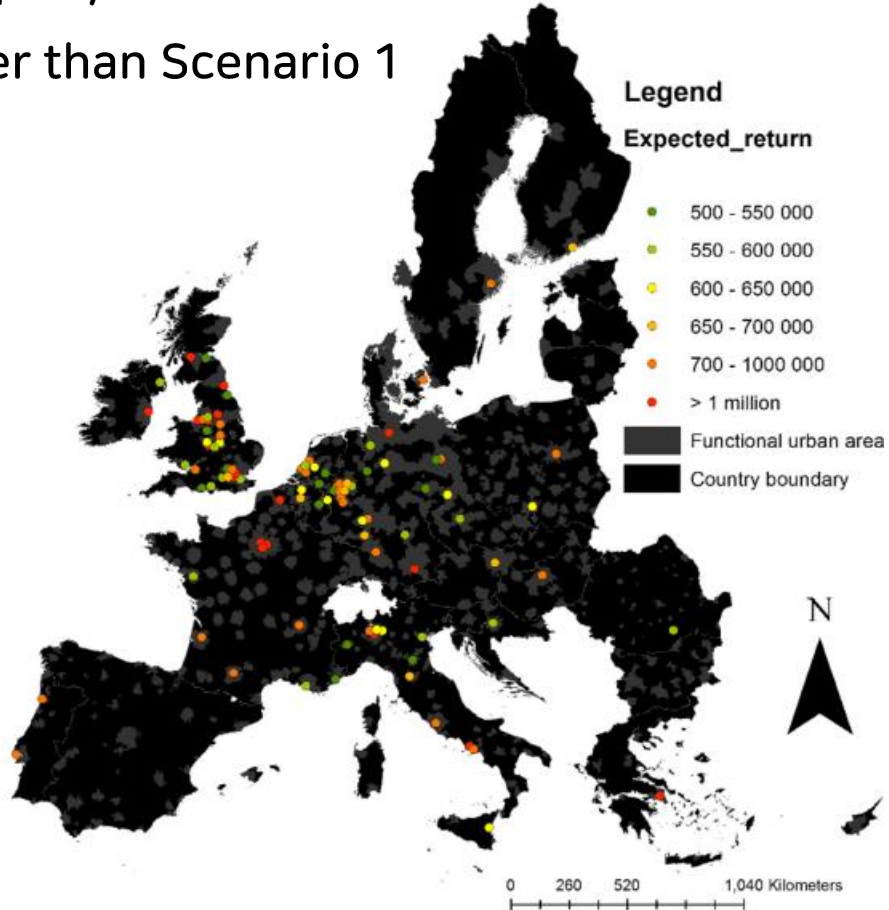 er than Scenario 1
Legend
Expected_return
500 - 550 000
550 - 600 000
600 - 650 000
650 - 700 000
700 - 1000 000
> 1 million
Functional urban area
Country boundary
N
0 260 520 1,040 Kilometers